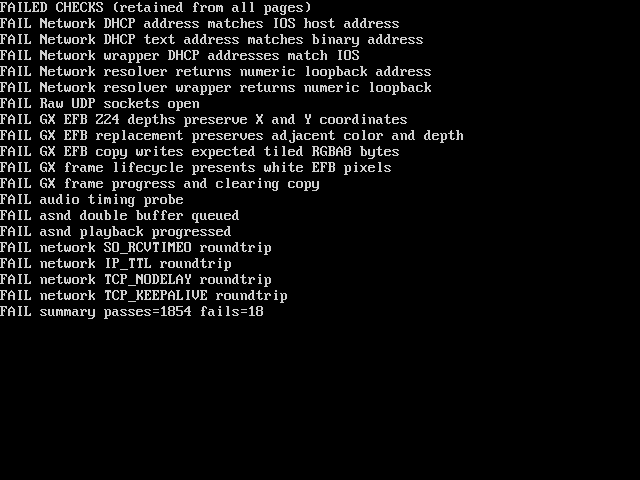 FAILED CHECKS (retained from all pages)
FAIL Network DHCP address matches IOS host address
FAIL Network DHCP text address matches binary address
FAIL Network wrapper DHCP addresses match IOS
FAIL Network resolver returns numeric loopback address
FAIL Network resolver wrapper returns numeric loopback
FAIL Raw UDP sockets open
FAIL GX EFB Z24 depths preserve X and Y coordinates
FAIL GX EFB replacement preserves adjacent color and depth
FAIL GX EFB copy writes expected tiled RGBA8 bytes
FAIL GX frame lifecycle presents white EFB pixels
FAIL GX frame progress and clearing copy
FAIL audio timing probe
FAIL asnd double buffer queued
FAIL asnd playback progressed
FAIL network SO_RCVTIMEO roundtrip
FAIL network IP_TTL roundtrip
FAIL network TCP_NODELAY roundtrip
FAIL network TCP_KEEPALIVE roundtrip
FAIL summary passes=1854 fails=18